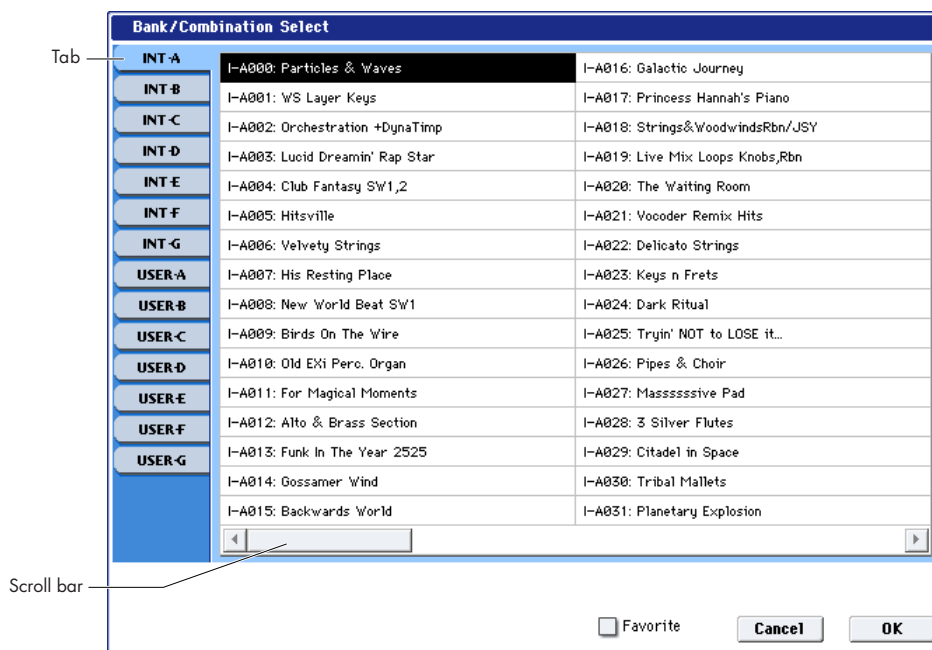 Bank/Combination Select
Tab
INT-A
INT-B
INT-C
INT-D
INT-E
INT-F
INT-G
USER-A
USER-B
USER-C
USER-D
USER-E
USER-F
USER-G
I-A000: Particles & Waves
I-A001: WS Layer Keys
I-A002: Orchestration +DynaTimp
I-A003: Lucid Dreamin' Rap Star
I-A004: Club Fantasy SW1,2
I-A005: Hitsville
I-A006: Velvety Strings
I-A007: His Resting Place
I-A008: New World Beat SW1
I-A009: Birds On The Wire
I-A010: Old EXi Perc. Organ
I-A011: For Magical Moments
I-A012: Alto & Brass Section
I-A013: Funk In The Year 2525
I-A014: Gossamer Wind
I-A015: Backwards World
I-A016: Galactic Journey
I-A017: Princess Hannah's Piano
I-A018: Strings&WoodwindsRbn/JSY
I-A019: Live Mix Loops Knobs,Rbn
I-A020: The Waiting Room
I-A021: Vocoder Remix Hits
I-A022: Delicato Strings
I-A023: Keys n Frets
I-A024: Dark Ritual
I-A025: Tryin' NOT to LOSE it...
I-A026: Pipes & Choir
I-A027: Massssssive Pad
I-A028: 3 Silver Flutes
I-A029: Citadel in Space
I-A030: Tribal Mallets
I-A031: Planetary Explosion
Scroll bar
Favorite
Cancel
OK